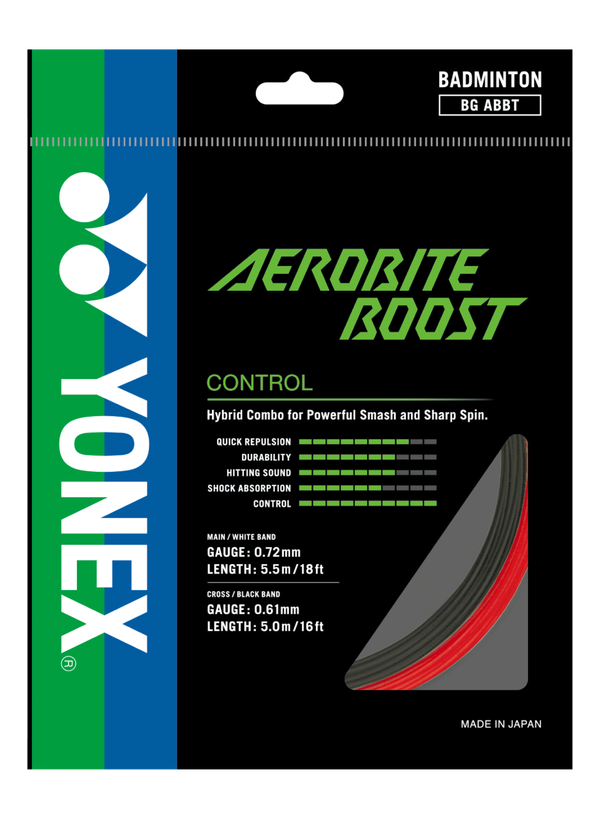 BADMINTON
BG ABBT
YONEX®
AEROBITE
BOOST
CONTROL
Hybrid Combo for Powerful Smash and Sharp Spin.
QUICK REPULSION
DURABILITY
HITTING SOUND
SHOCK ABSORPTION
CONTROL
MAIN / WHITE BAND
GAUGE: 0.72mm
LENGTH: 5.5m/18ft
CROSS / BLACK BAND
GAUGE: 0.61mm
LENGTH: 5.0m/16ft
MADE IN JAPAN